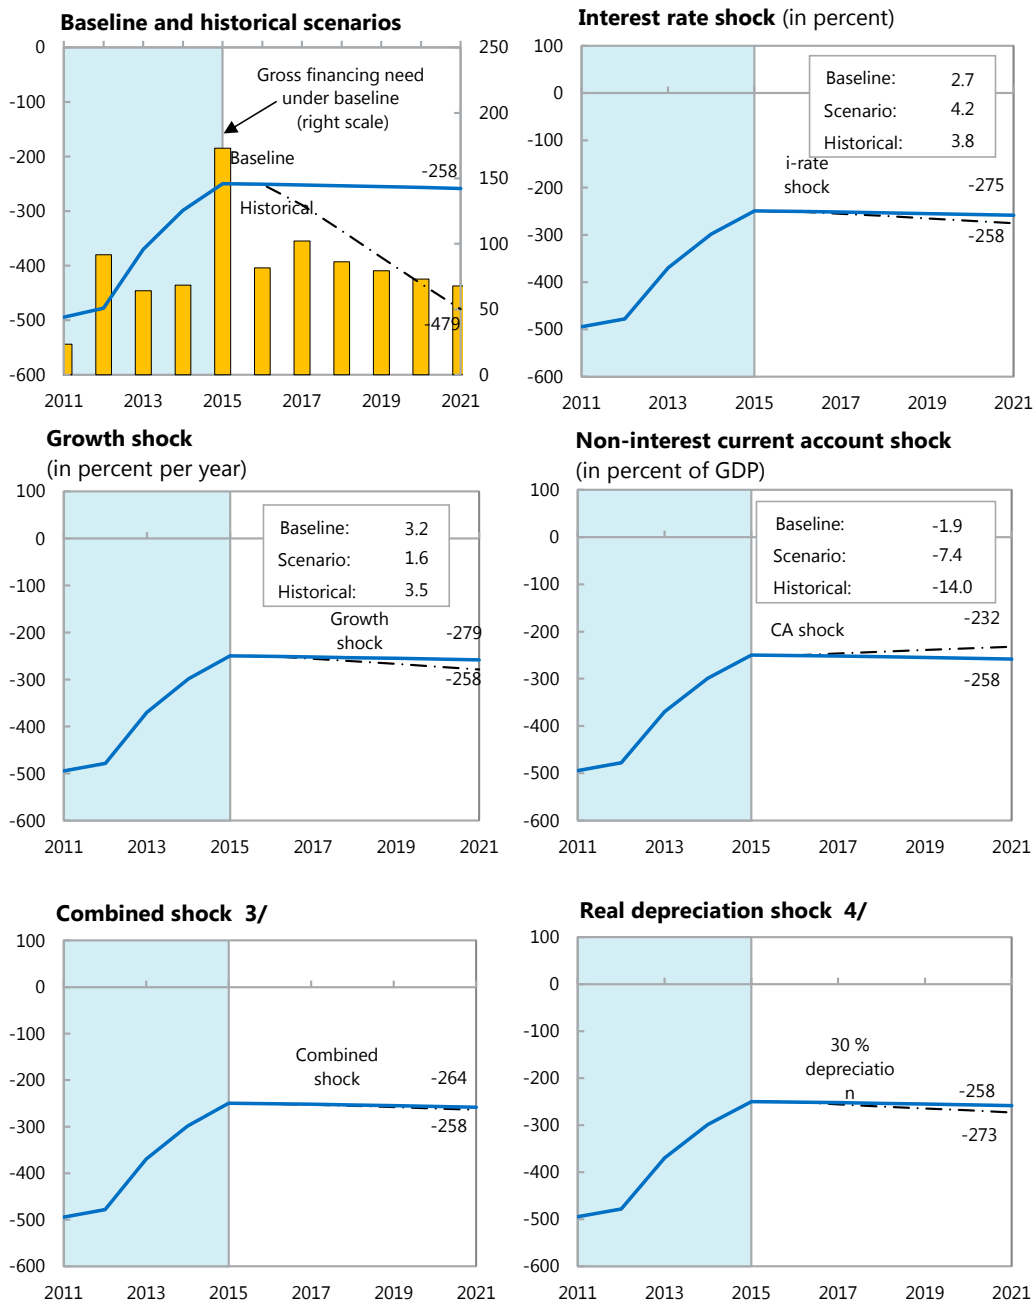 Baseline and historical scenarios
0
-100
-200
-300
-400
-500
-600
250
200
150
100
50
0
Gross financing need
under baseline
(right scale)
Baseline
-258
Historical
-479
2011 2013 2015 2017 2019 2021
Interest rate shock (in percent)
100
0
-100
-200
-300
-400
-500
-600
Baseline: 2.7
Scenario: 4.2
Historical: 3.8
i-rate
shock
-275
-258
2011 2013 2015 2017 2019 2021
Growth shock
(in percent per year)
100
0
-100
-200
-300
-400
-500
-600
Baseline: 3.2
Scenario: 1.6
Historical: 3.5
Growth
shock
-279
-258
2011 2013 2015 2017 2019 2021
Non-interest current account shock
(in percent of GDP)
100
0
-100
-200
-300
-400
-500
-600
Baseline: -1.9
Scenario: -7.4
Historical: -14.0
-232
CA shock
-258
2011 2013 2015 2017 2019 2021
Combined shock 3/
100
0
-100
-200
-300
-400
-500
-600
Combined
shock
-264
-258
2011 2013 2015 2017 2019 2021
Real depreciation shock 4/
100
0
-100
-200
-300
-400
-500
-600
30 %
depreciatio
n
-258
-273
2011 2013 2015 2017 2019 2021